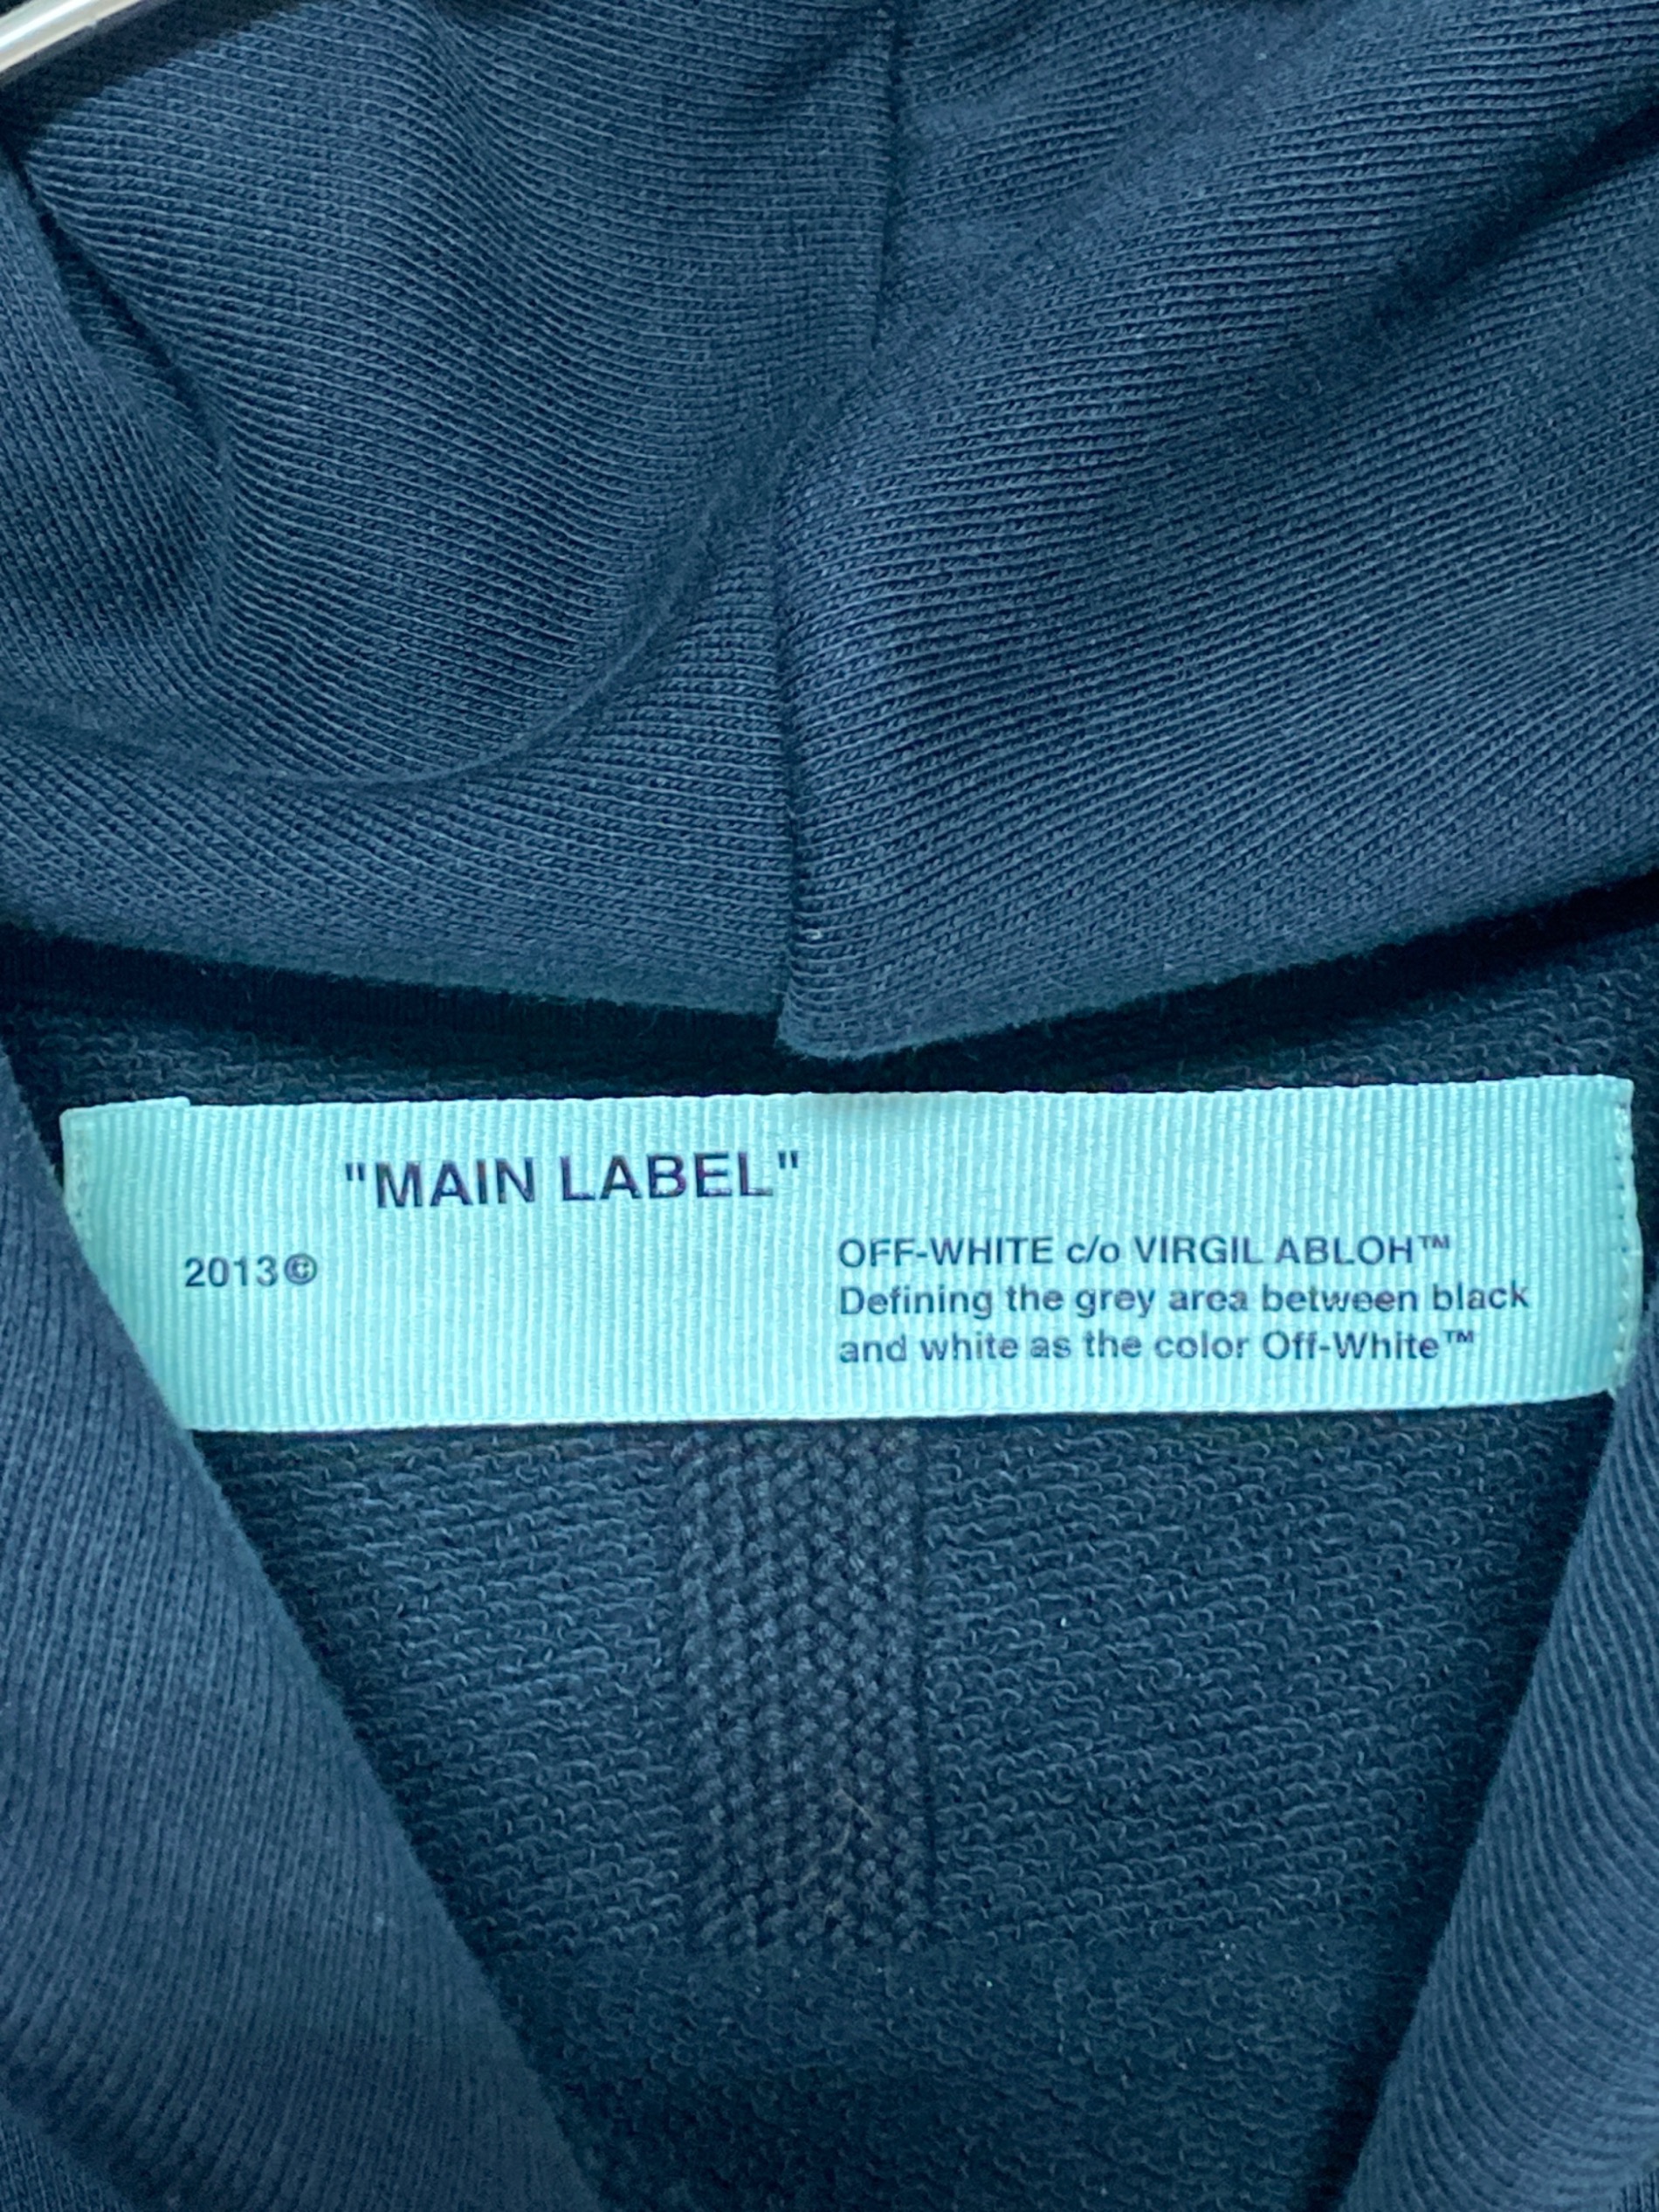 "MAIN LABEL"
2013©
OFF-WHITE c/o VIRGIL ABLOH™
Defining the grey area between black
and white as the color Off-White™